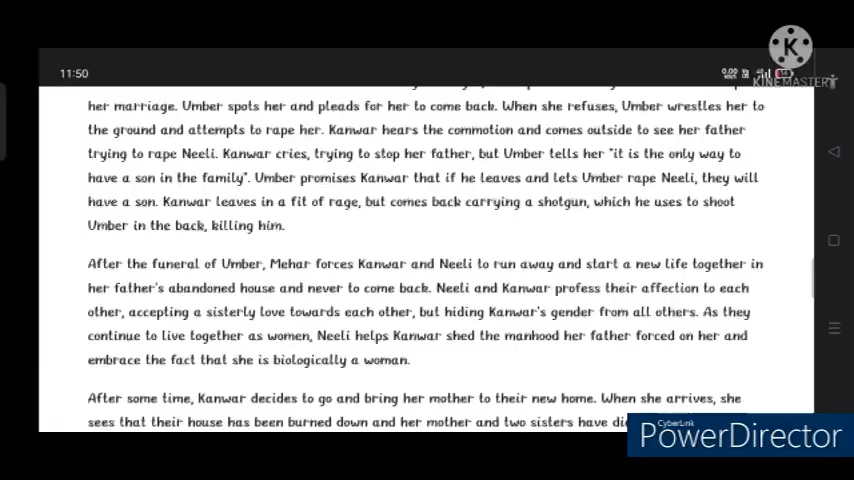 11:50
0.00
K
KINEMASTER
her marriage. Umber spots her and pleads for her to come back. When she refuses, Umber wrestles her to
the ground and attempts to rape her. Kanwar hears the commotion and comes outside to see her father
trying to rape Neeli. Kanwar cries, trying to stop her father, but Umber tells her "it is the only way to
have a son in the family". Umber promises Kanwar that if he leaves and lets Umber rape Neeli, they will
have a son. Kanwar leaves in a fit of rage, but comes back carrying a shotgun, which he uses to shoot
Umber in the back, killing him.
After the funeral of Umber, Mehar forces Kanwar and Neeli to run away and start a new life together in
her father's abandoned house and never to come back. Neeli and Kanwar profess their affection to each
other, accepting a sisterly love towards each other, but hiding Kanwar's gender from all others. As they
continue to live together as women, Neeli helps Kanwar shed the manhood her father forced on her and
embrace the fact that she is biologically a woman.
After some time, Kanwar decides to go and bring her mother to their new home. When she arrives, she
sees that their house has been burned down and her mother and two sisters have
CyberLink
PowerDirector